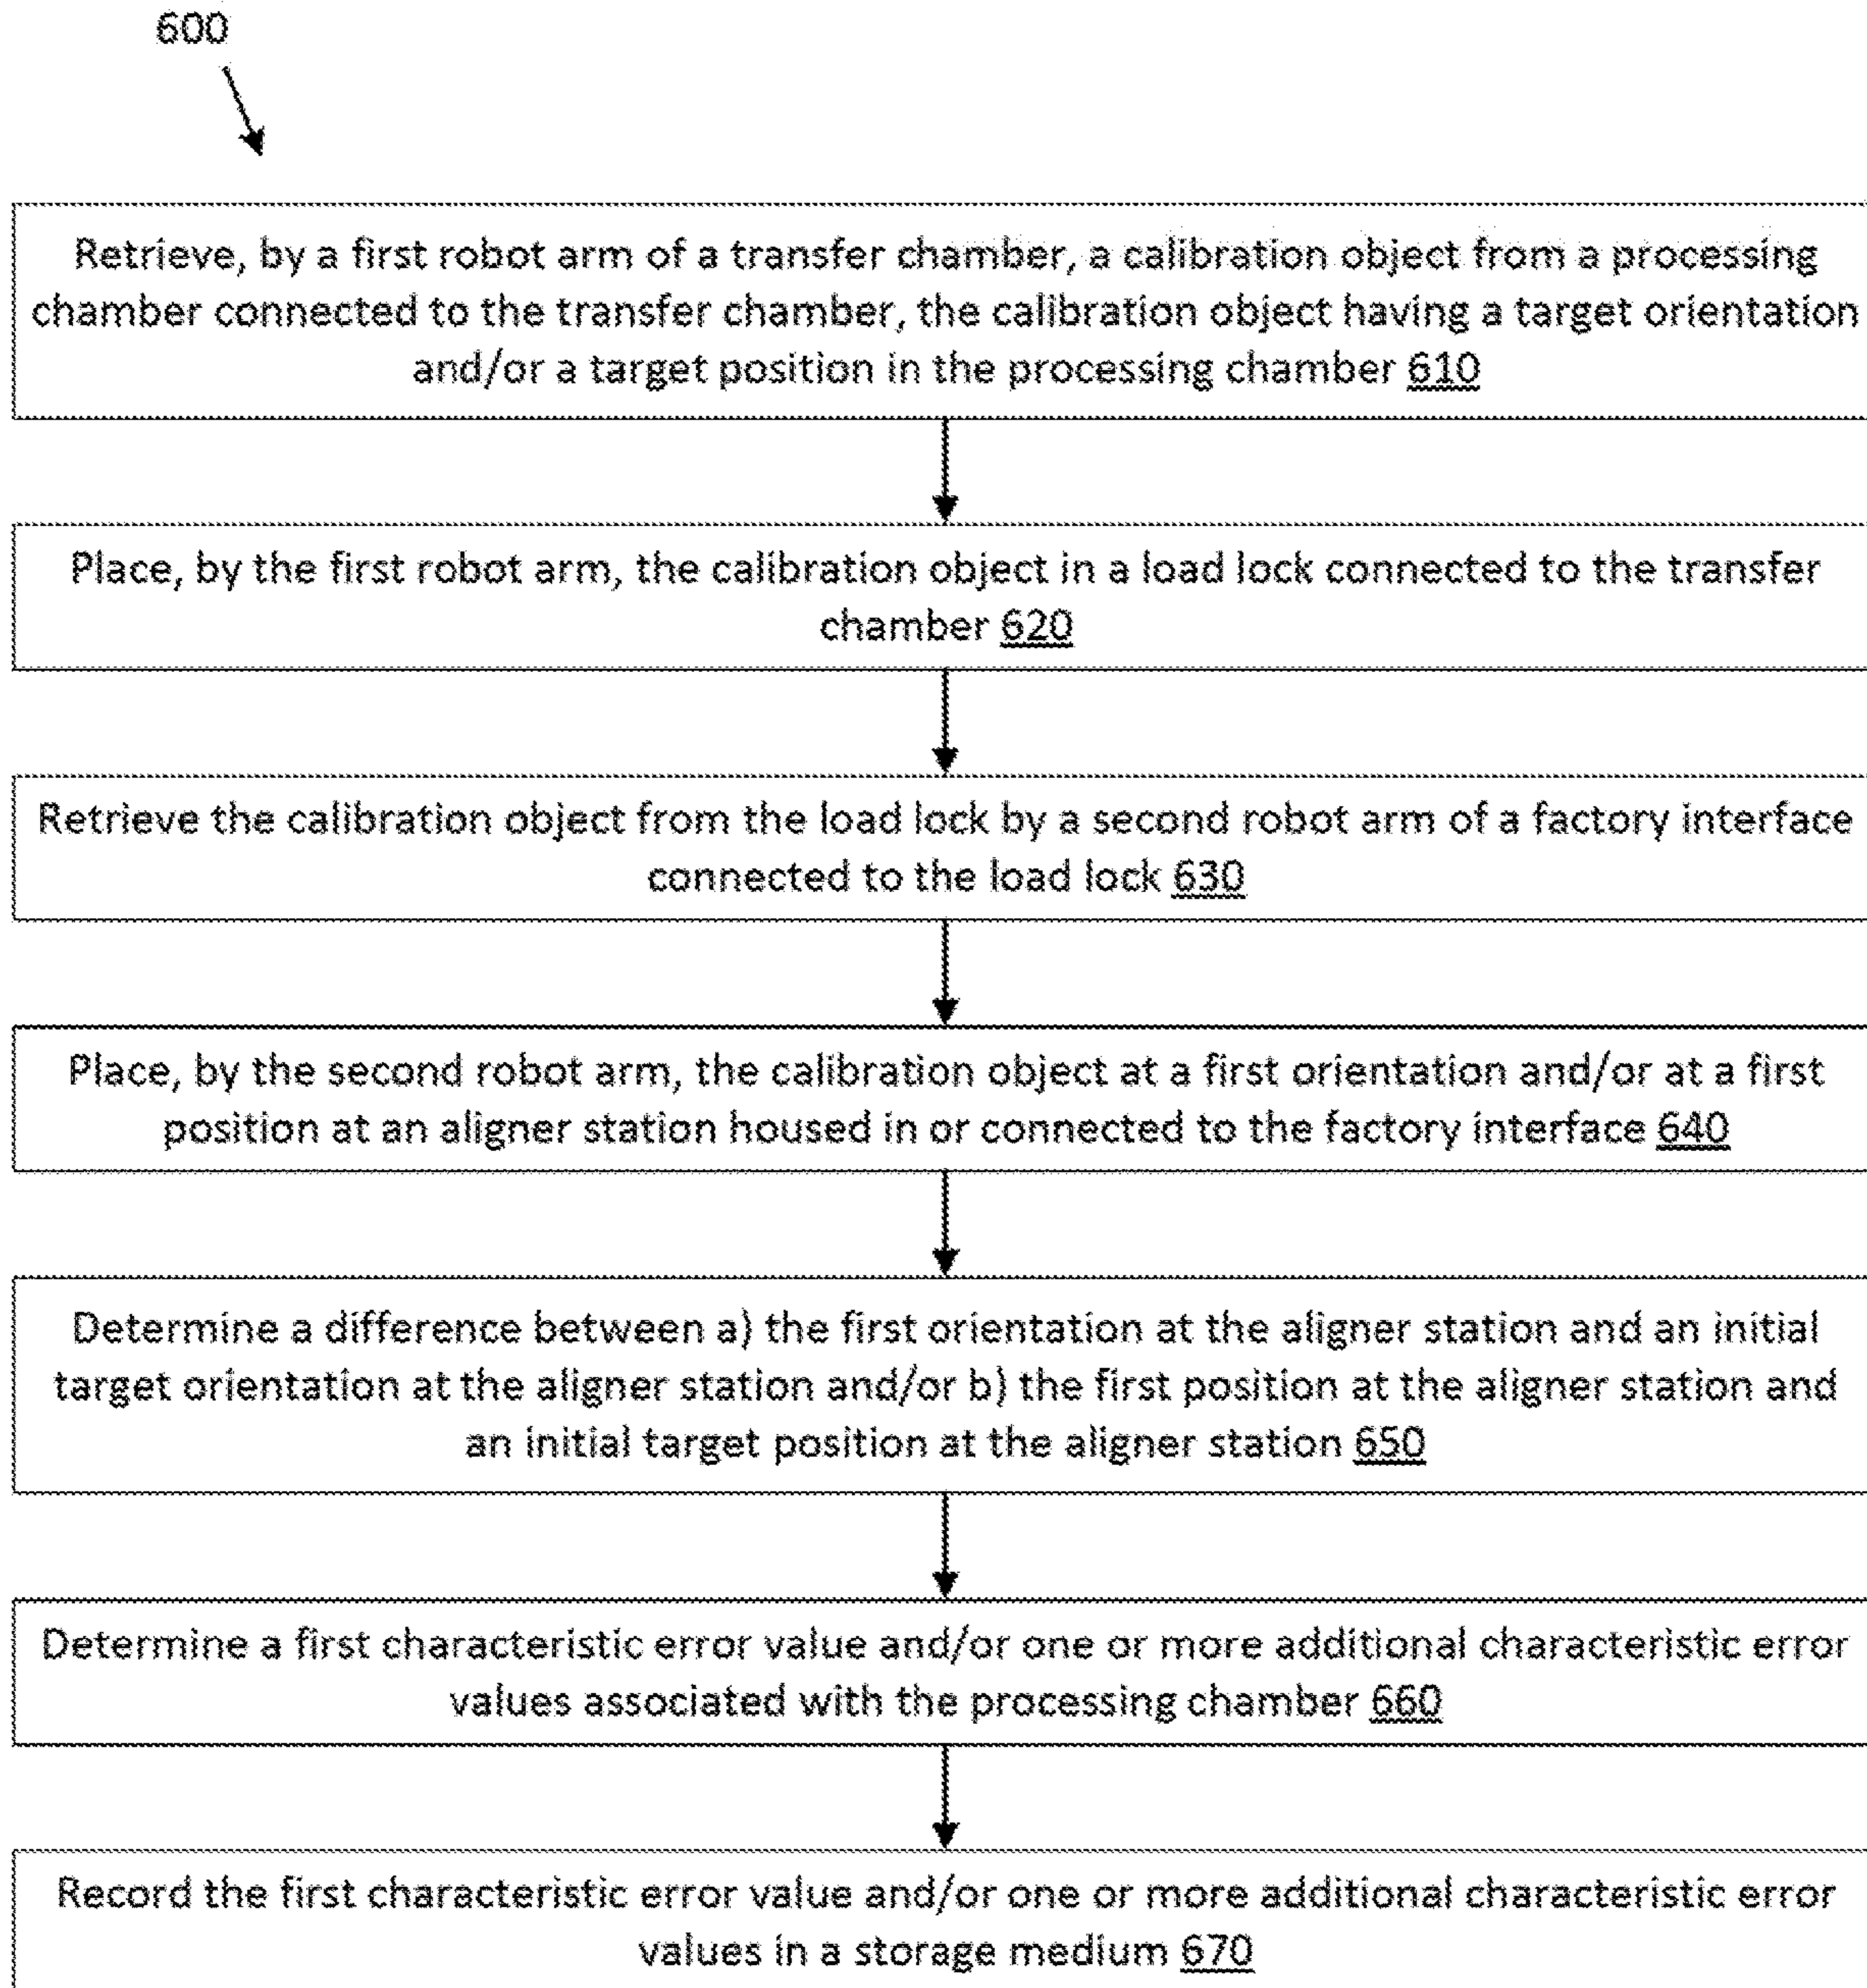 600
Retrieve, by a first robot arm of a transfer chamber, a calibration object from a processing
chamber connected to the transfer chamber, the calibration object having a target orientation
and/or a target position in the processing chamber 610
Place, by the first robot arm, the calibration object in a load lock connected to the transfer
chamber 620
Retrieve the calibration object from the load lock by a second robot arm of a factory interface
connected to the load lock 630
Place, by the second robot arm, the calibration object at a first orientation and/or at a first
position at an aligner station housed in or connected to the factory interface 640
Determine a difference between a) the first orientation at the aligner station and an initial
target orientation at the aligner station and/or b) the first position at the aligner station and
an initial target position at the aligner station 650
Determine a first characteristic error value and/or one or more additional characteristic error
values associated with the processing chamber 660
Record the first characteristic error value and/or one or more additional characteristic error
values in a storage medium 670